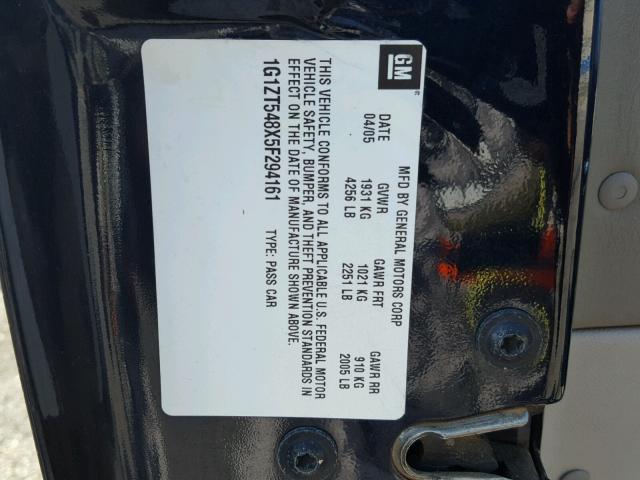 GM
MFD BY GENERAL MOTORS CORP
DATE GVWR GAWR FRT GAWR RR
04/05 1931 KG 1021 KG 910 KG
4256 LB 2251 LB 2005 LB
THIS VEHICLE CONFORMS TO ALL APPLICABLE U.S. FEDERAL MOTOR
VEHICLE SAFETY, BUMPER, AND THEFT PREVENTION STANDARDS IN
EFFECT ON THE DATE OF MANUFACTURE SHOWN ABOVE.
1G1ZT548X5F294161 TYPE: PASS CAR